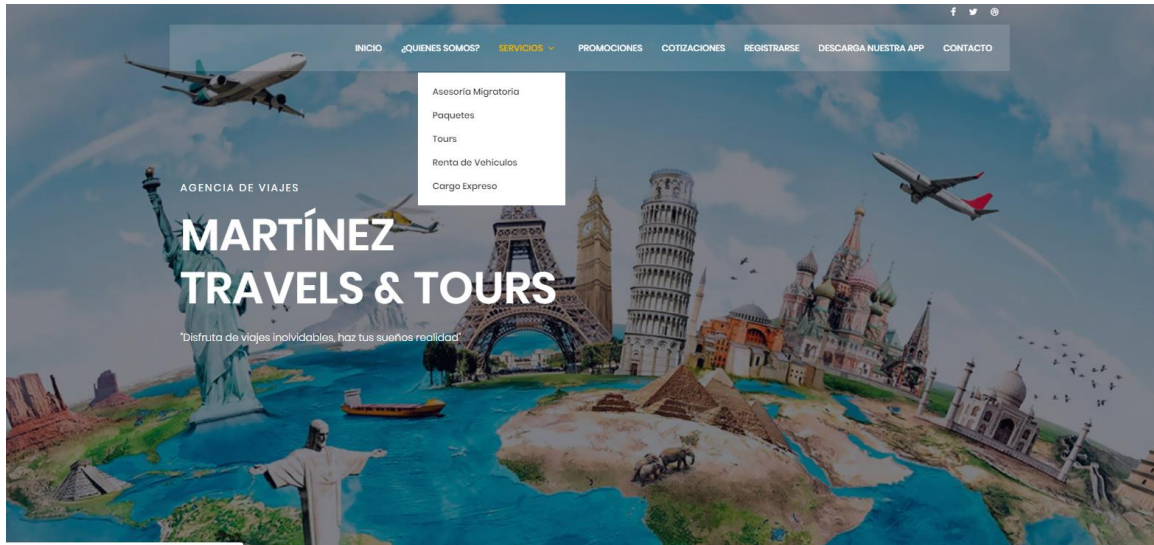 INICIO ¿QUIENES SOMOS? SERVICIOS PROMOCIONES COTIZACIONES REGISTRARSE DESCARGA NUESTRA APP CONTACTO
Asesoría Migratoria
Paquetes
Tours
Renta de Vehículos
Cargo Expreso
AGENCIA DE VIAJES
MARTÍNEZ
TRAVELS & TOURS
"Disfruta de viajes inolvidables, haz tus sueños realidad"